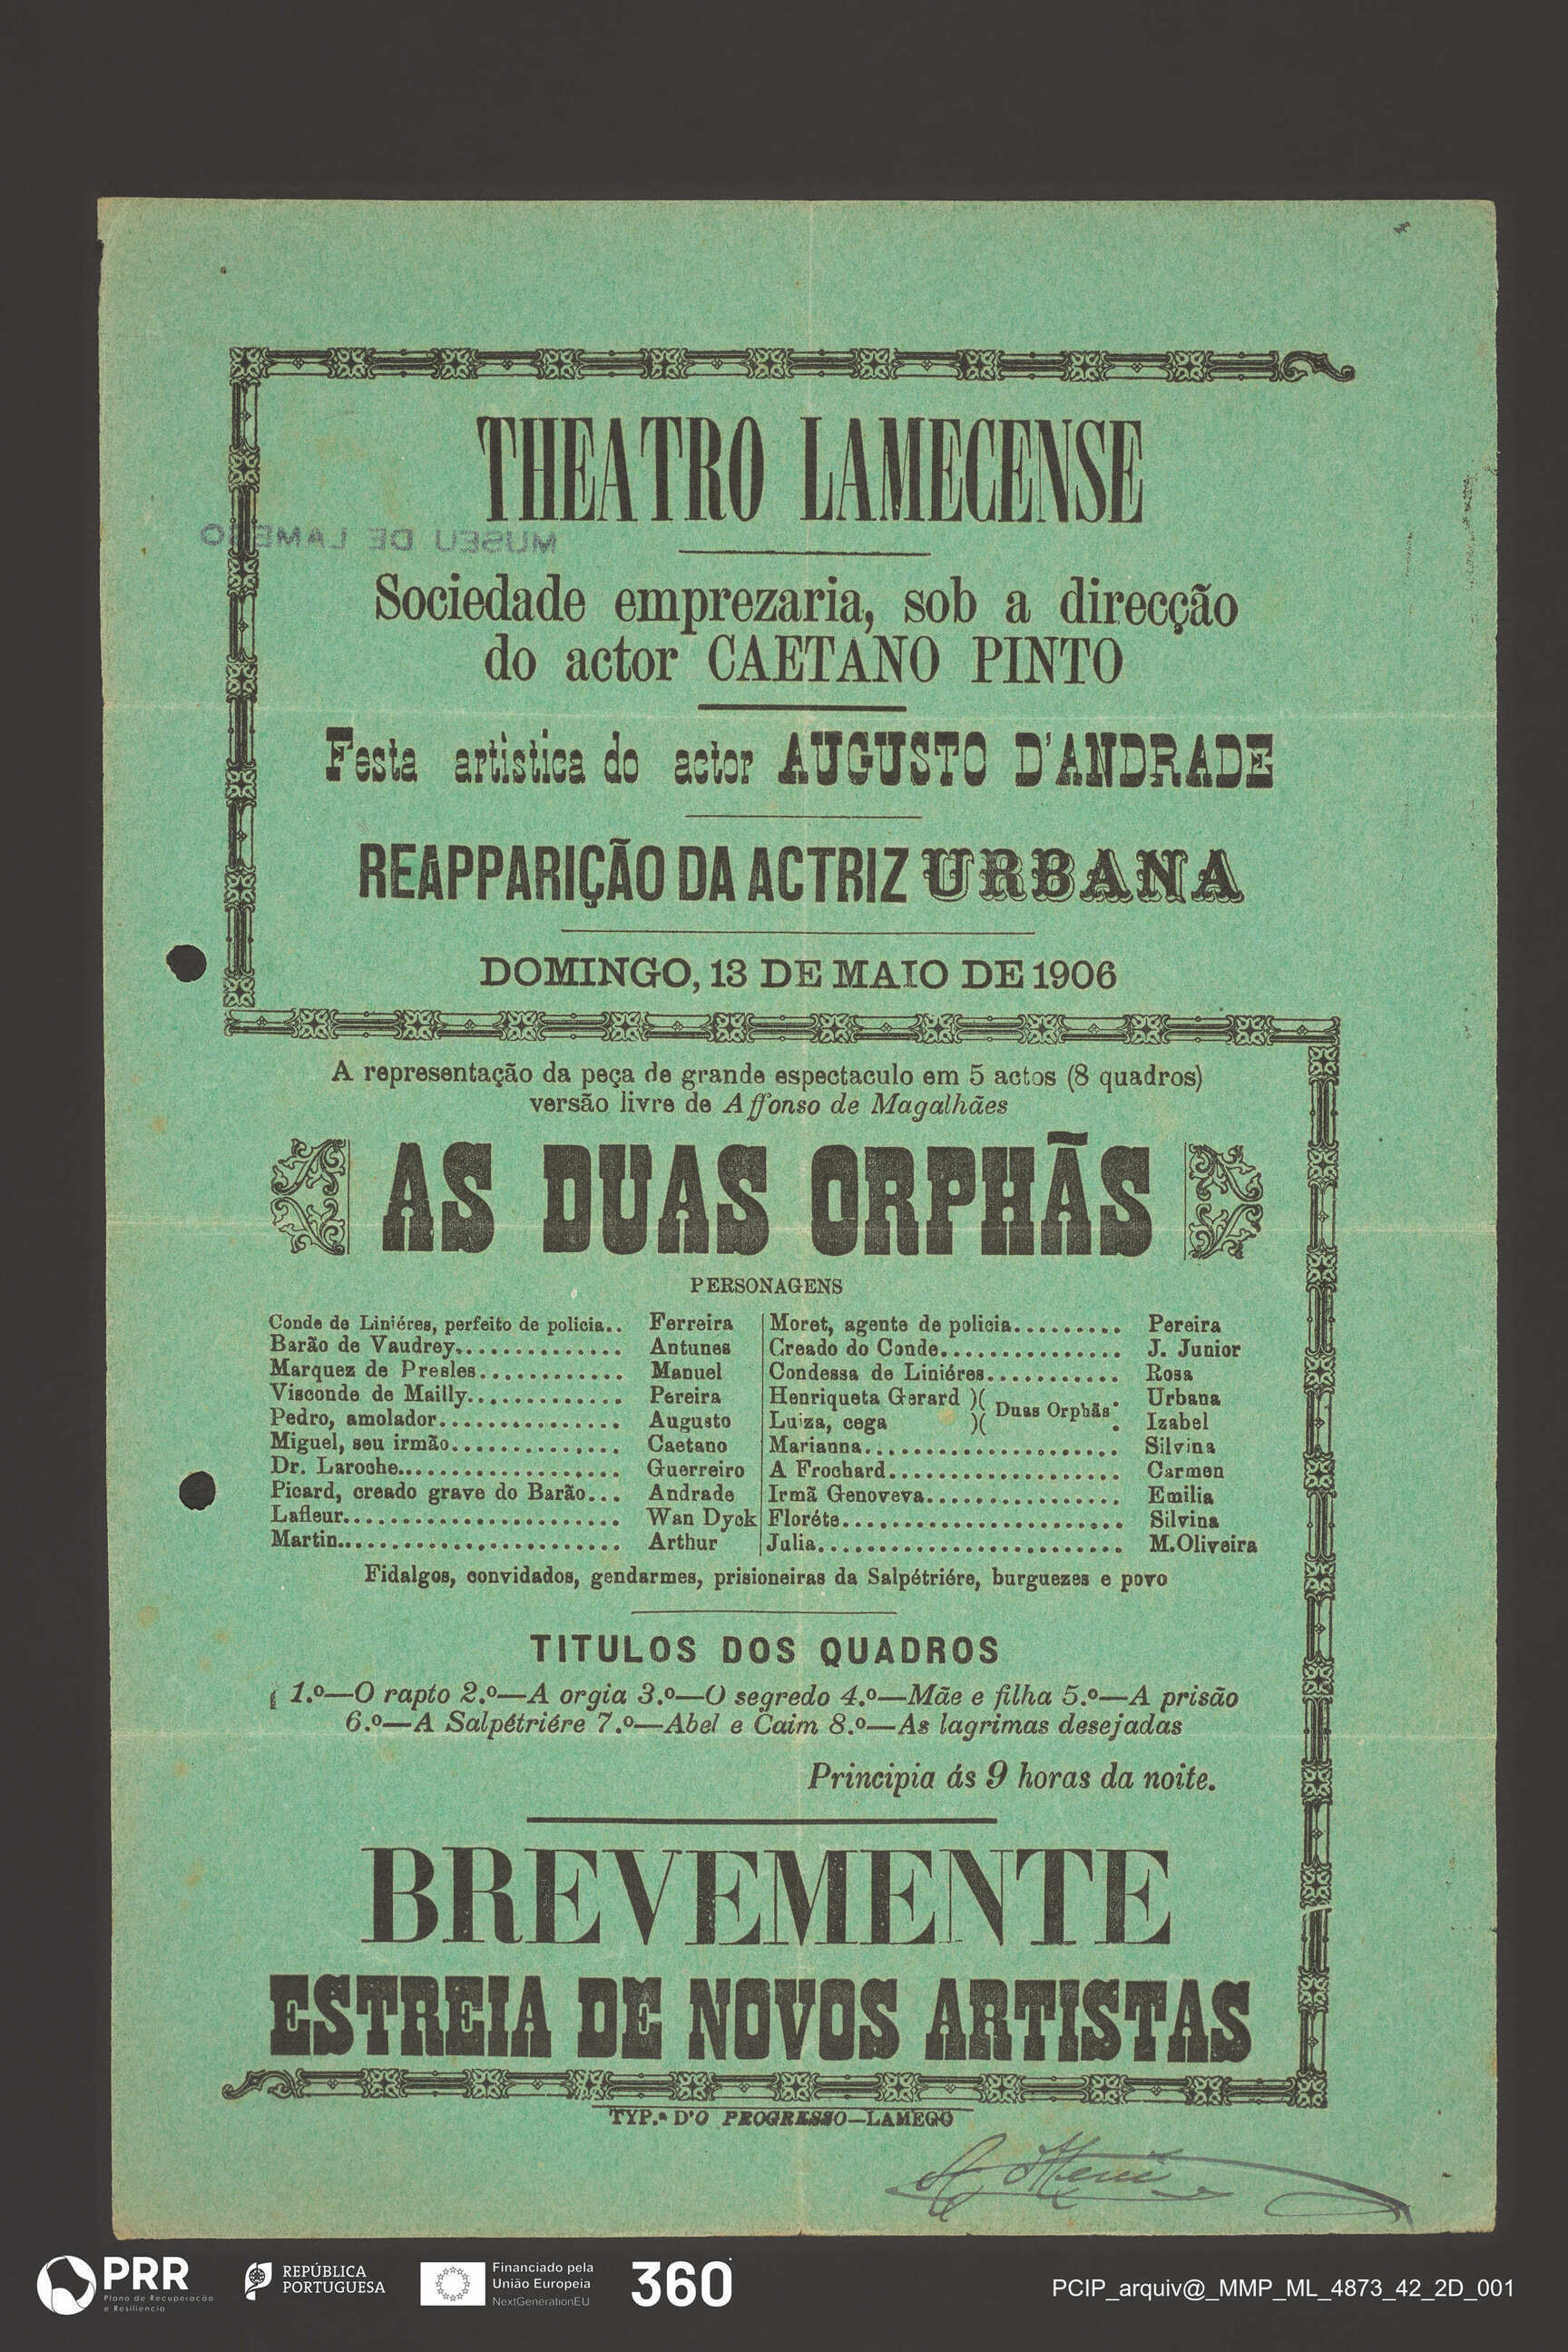 THEATRO LAMECENSE
MUSEU DE LAMEGO
Sociedade emprezaria, sob a direcção
do actor CAETANO PINTO
Festa artistica do actor AUGUSTO D'ANDRADE
REAPPARIÇÃO DA ACTRIZ URBANA
DOMINGO, 13 DE MAIO DE 1906
A representação da peça de grande espectaculo em 5 actos (8 quadros)
versão livre de Affonso de Magalhães
AS DUAS ORPHÃS
PERSONAGENS
Conde de Liniéres, perfeito de policia.. Ferreira
Barão de Vaudrey.............. Antunes
Marquez de Presles............ Manuel
Visconde de Mailly............. Pereira
Pedro, amolador................ Augusto
Miguel, seu irmão............... Caetano
Dr. Laroche................... Guerreiro
Picard, creado grave do Barão... Andrade
Lafleur........................ Wan Dyck
Martin........................ Arthur
Moret, agente de policia......... Pereira
Creado do Conde................ J. Junior
Condessa de Liniéres........... Rosa
Henriqueta Gerard )( Duas Orphãs Urbana
Luiza, cega )( Izabel
Marianna...................... Silvina
A Frochard.................... Carmen
Irmã Genoveva................. Emilia
Floréte........................ Silvina
Julia.......................... M.Oliveira
Fidalgos, convidados, gendarmes, prisioneiras da Salpétriére, burguezes e povo
TITULOS DOS QUADROS
1.º—O rapto 2.º—A orgia 3.º—O segredo 4.º—Mãe e filha 5.º—A prisão
6.º—A Salpétriére 7.º—Abel e Caim 8.º—As lagrimas desejadas
Principia ás 9 horas da noite.
BREVEMENTE
ESTREIA DE NOVOS ARTISTAS
TYP.ª D'O PROGRESSO—LAMEGO
PRR
Plano de Recuperação
e Resiliência
REPÚBLICA
PORTUGUESA
Financiado pela
União Europeia
NextGenerationEU
360
PCIP_arquiv@_MMP_ML_4873_42_2D_001